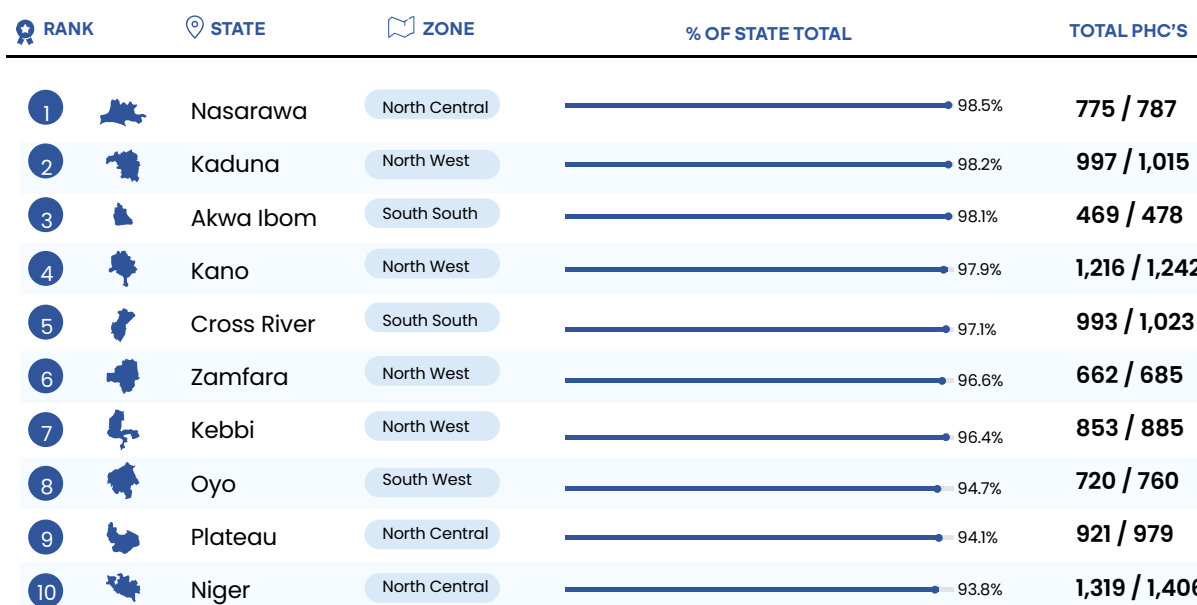 RANK STATE ZONE % OF STATE TOTAL TOTAL PHC'S
1 Nasarawa North Central 98.5% 775 / 787
2 Kaduna North West 98.2% 997 / 1,015
3 Akwa Ibom South South 98.1% 469 / 478
4 Kano North West 97.9% 1,216 / 1,242
5 Cross River South South 97.1% 993 / 1,023
6 Zamfara North West 96.6% 662 / 685
7 Kebbi North West 96.4% 853 / 885
8 Oyo South West 94.7% 720 / 760
9 Plateau North Central 94.1% 921 / 979
10 Niger North Central 93.8% 1,319 / 1,406